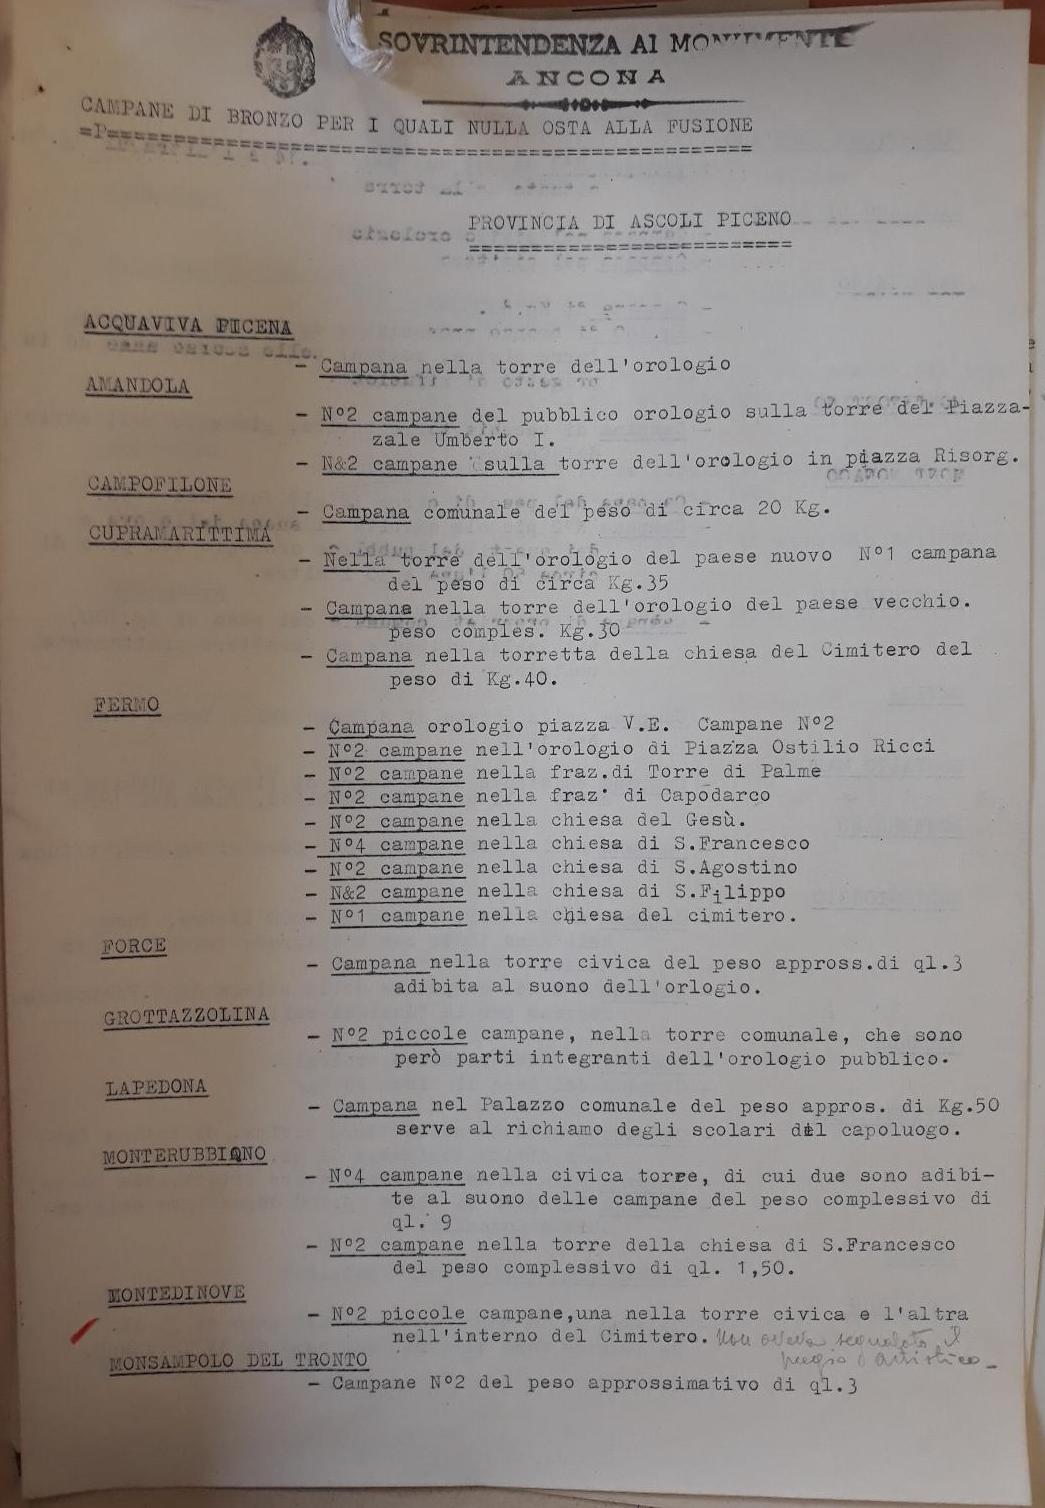 SOVRINTENDENZA AI MONUMENTI
ANCONA
CAMPANE DI BRONZO PER I QUALI NULLA OSTA ALLA FUSIONE
=P===================================================
PROVINCIA DI ASCOLI PICENO
==========================
ACQUAVIVA PICENA
- Campana nella torre dell'orologio
AMANDOLA
- N°2 campane del pubblico orologio sulla torre del Piazza-
zale Umberto I.
- N&2 campane sulla torre dell'orologio in piazza Risorg.
CAMPOFILONE
- Campana comunale del peso di circa 20 Kg.
CUPRAMARITTIMA
- Nella torre dell'orologio del paese nuovo N°1 campana
del peso di circa Kg.35
- Campana nella torre dell'orologio del paese vecchio.
peso comples. Kg.30
- Campana nella torretta della chiesa del Cimitero del
peso di Kg.40.
FERMO
- Campana orologio piazza V.E. Campane N°2
- N°2 campane nell'orologio di Piazza Ostilio Ricci
- N°2 campane nella fraz.di Torre di Palme
- N°2 campane nella fraz. di Capodarco
- N°2 campane nella chiesa del Gesù.
- N°4 campane nella chiesa di S.Francesco
- N°2 campane nella chiesa di S.Agostino
- N&2 campane nella chiesa di S.Filippo
- N°1 campane nella chiesa del cimitero.
FORCE
- Campana nella torre civica del peso appross.di ql.3
adibita al suono dell'orlogio.
GROTTAZZOLINA
- N°2 piccole campane, nella torre comunale, che sono
però parti integranti dell'orologio pubblico.
LAPEDONA
- Campana nel Palazzo comunale del peso appros. di Kg.50
serve al richiamo degli scolari del capoluogo.
MONTERUBBIANO
- N°4 campane nella civica torre, di cui due sono adibi-
te al suono delle campane del peso complessivo di
ql. 9
- N°2 campane nella torre della chiesa di S.Francesco
del peso complessivo di ql. 1,50.
MONTEDINOVE
- N°2 piccole campane,una nella torre civica e l'altra
nell'interno del Cimitero. Non aveva segnalato il
pregio artistico -
MONSAMPOLO DEL TRONTO
- Campane N°2 del peso approssimativo di ql.3